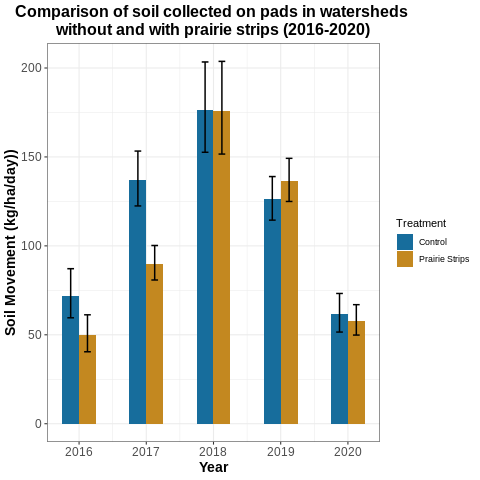 Comparison of soil collected on pads in watersheds
without and with prairie strips (2016-2020)
Soil Movement (kg/ha/day))
200
150
100
50
0
2016 2017 2018 2019 2020
Year
Treatment
Control
Prairie Strips